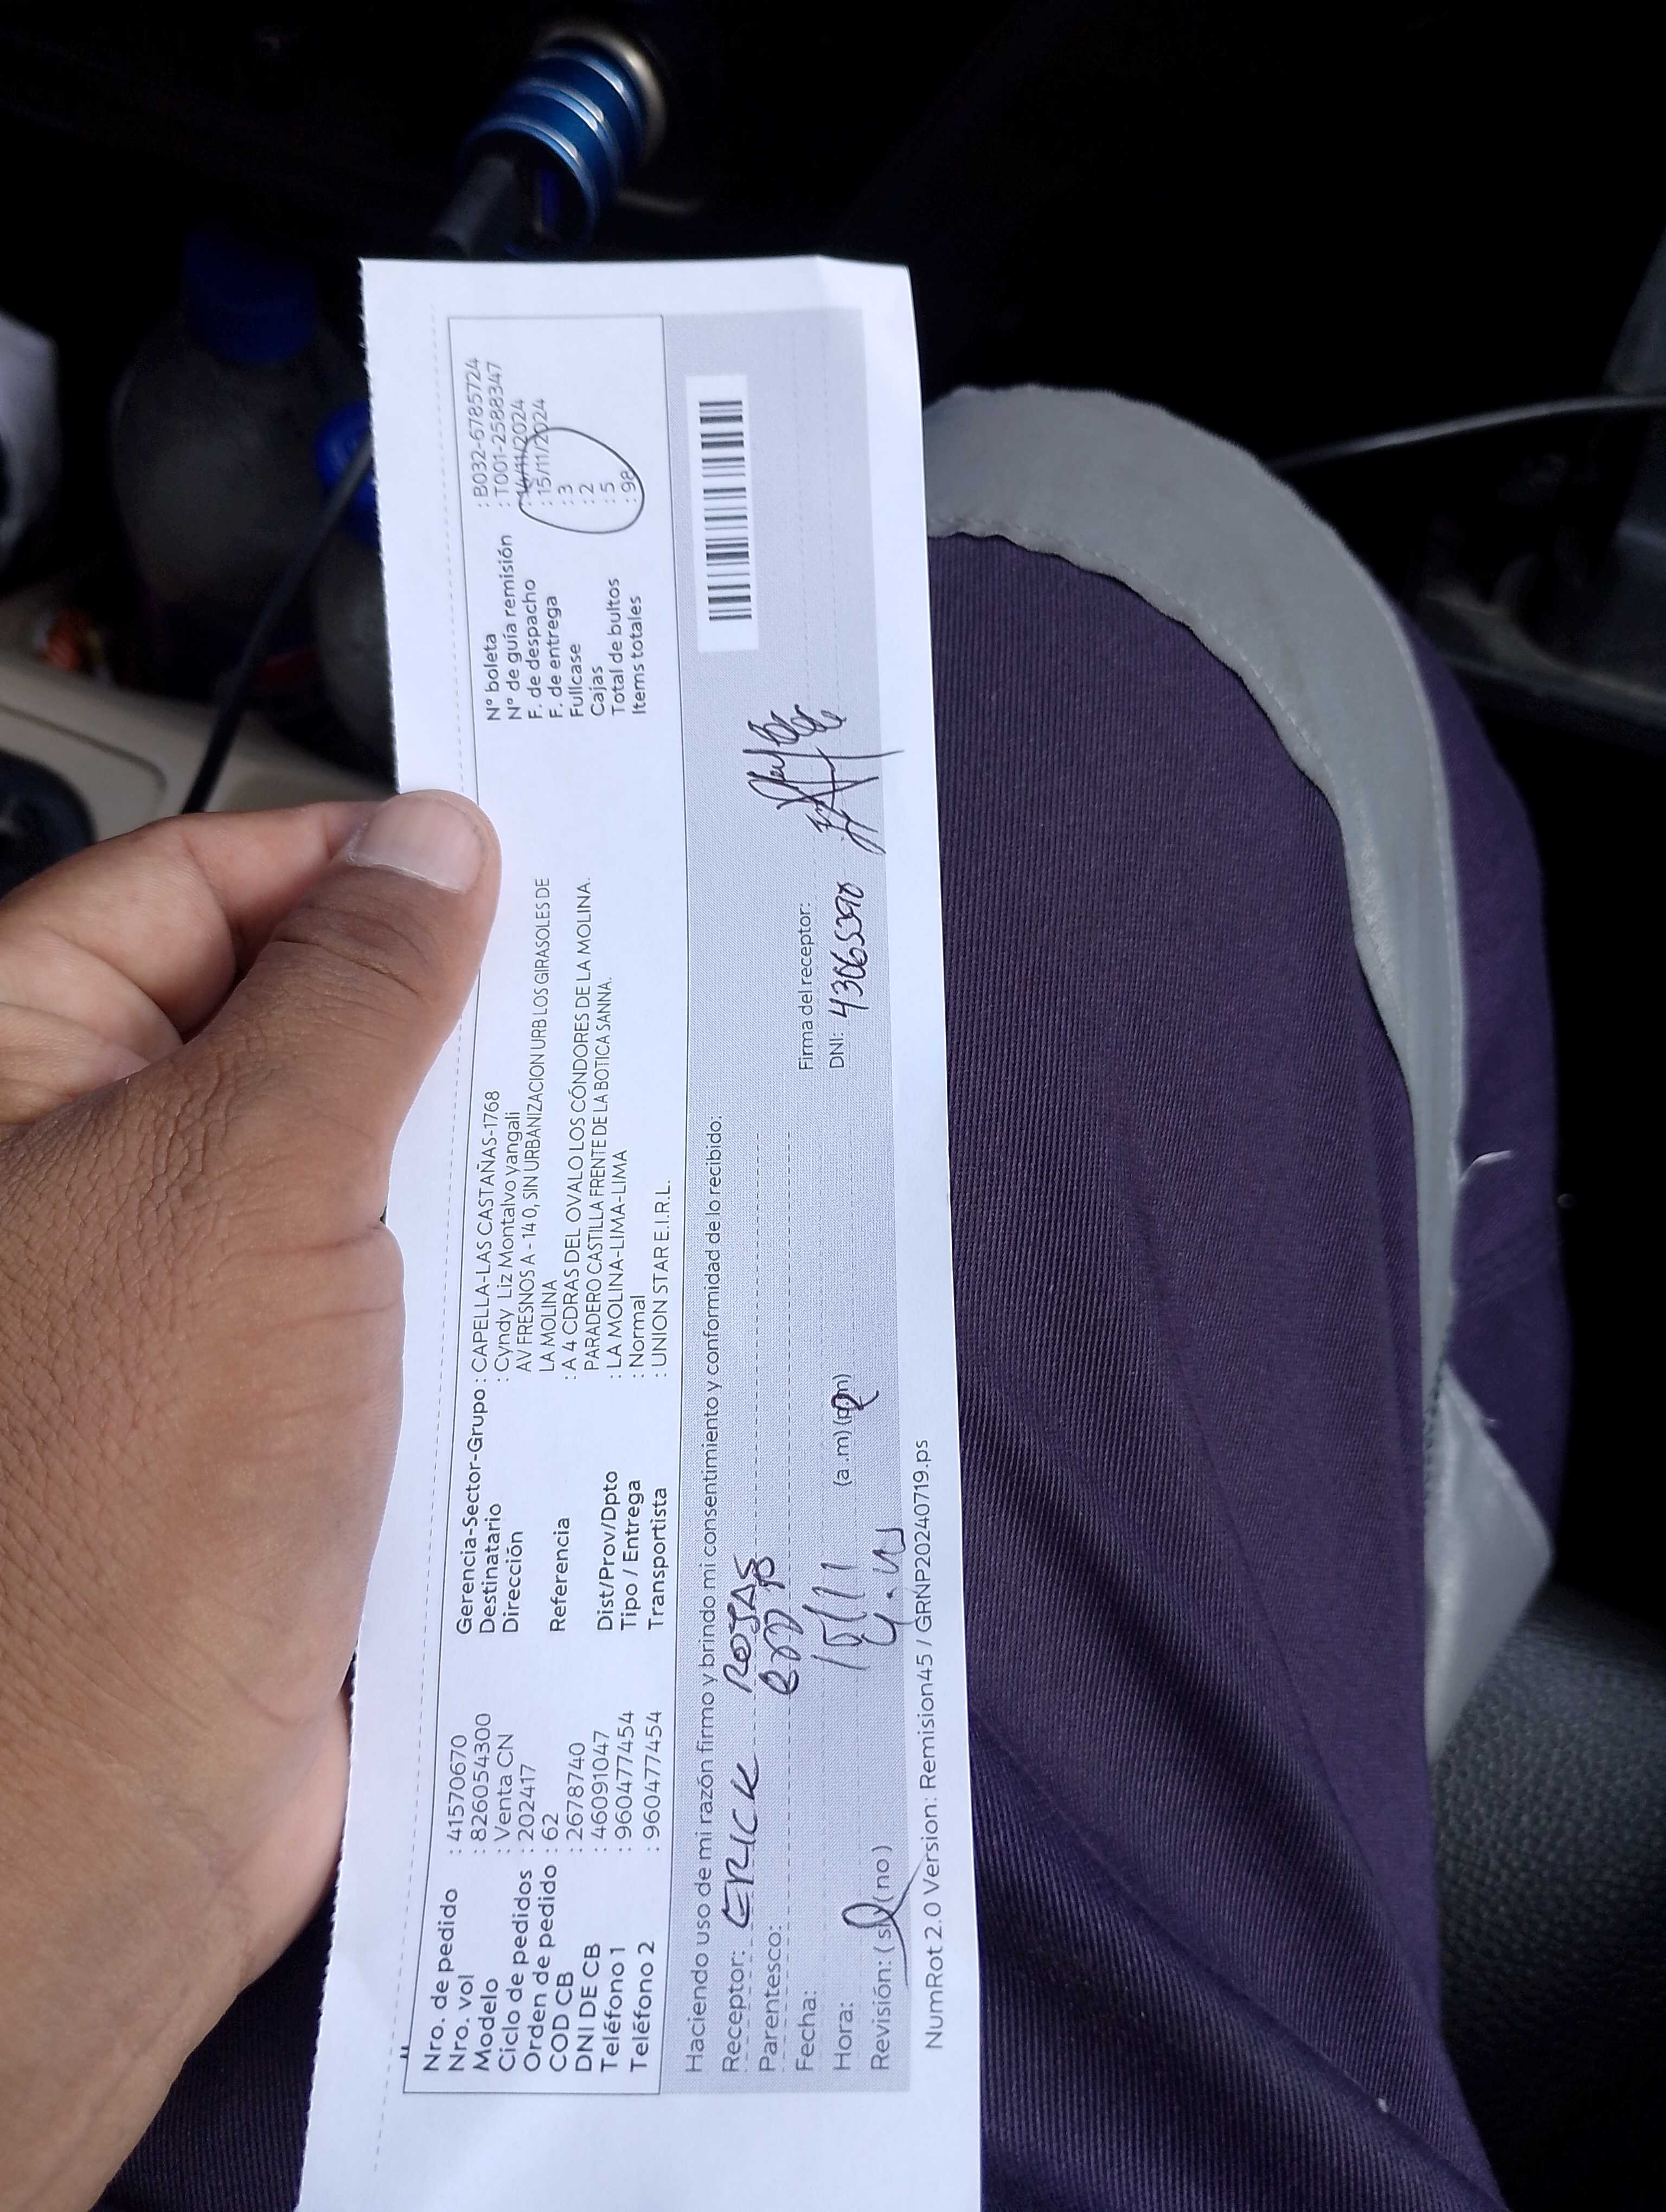 Nro. de pedido : 41570670
Nro. vol : 8260543​00
Modelo : Venta CN
Ciclo de pedidos : 202417
Orden de pedido : 62
COD CB : 2678740
DNI DE CB : 46091047
Teléfono 1 : 960477454
Teléfono 2 : 960477454
Gerencia-Sector-Grupo : CAPELLA-LAS CASTAÑAS-1768
Destinatario : Cyndy Liz Montalvo yangali
Dirección : AV FRESNOS A - 140, SIN URBANIZACION URB LOS GIRASOLES DE
LA MOLINA
Referencia : A 4 CDRAS DEL OVALO LOS CÓNDORES DE LA MOLINA.
PARADERO CASTILLA FRENTE DE LA BOTICA SANNA.
Dist/Prov/Dpto : LA MOLINA-LIMA-LIMA
Tipo / Entrega : Normal
Transportista : UNION STAR E.I.R.L.
N° boleta : B032-6785724
N° de guía remisión : T001-2588347
F. de despacho : 14/11/2024
F. de entrega : 15/11/2024
Fullcase : 3
Cajas : 2
Total de bultos : 5
Items totales : 98
Haciendo uso de mi razón firmo y brindo mi consentimiento y conformidad de lo recibido:
Receptor: ERICK ROJAS
Parentesco:
Fecha: 15/11
Hora: (a.m) (p.m)
Revisión: (si) (no)
Firma del receptor:
DNI: 43065290
NumRot 2.0 Version: Remision45 / GRNP20240719.ps